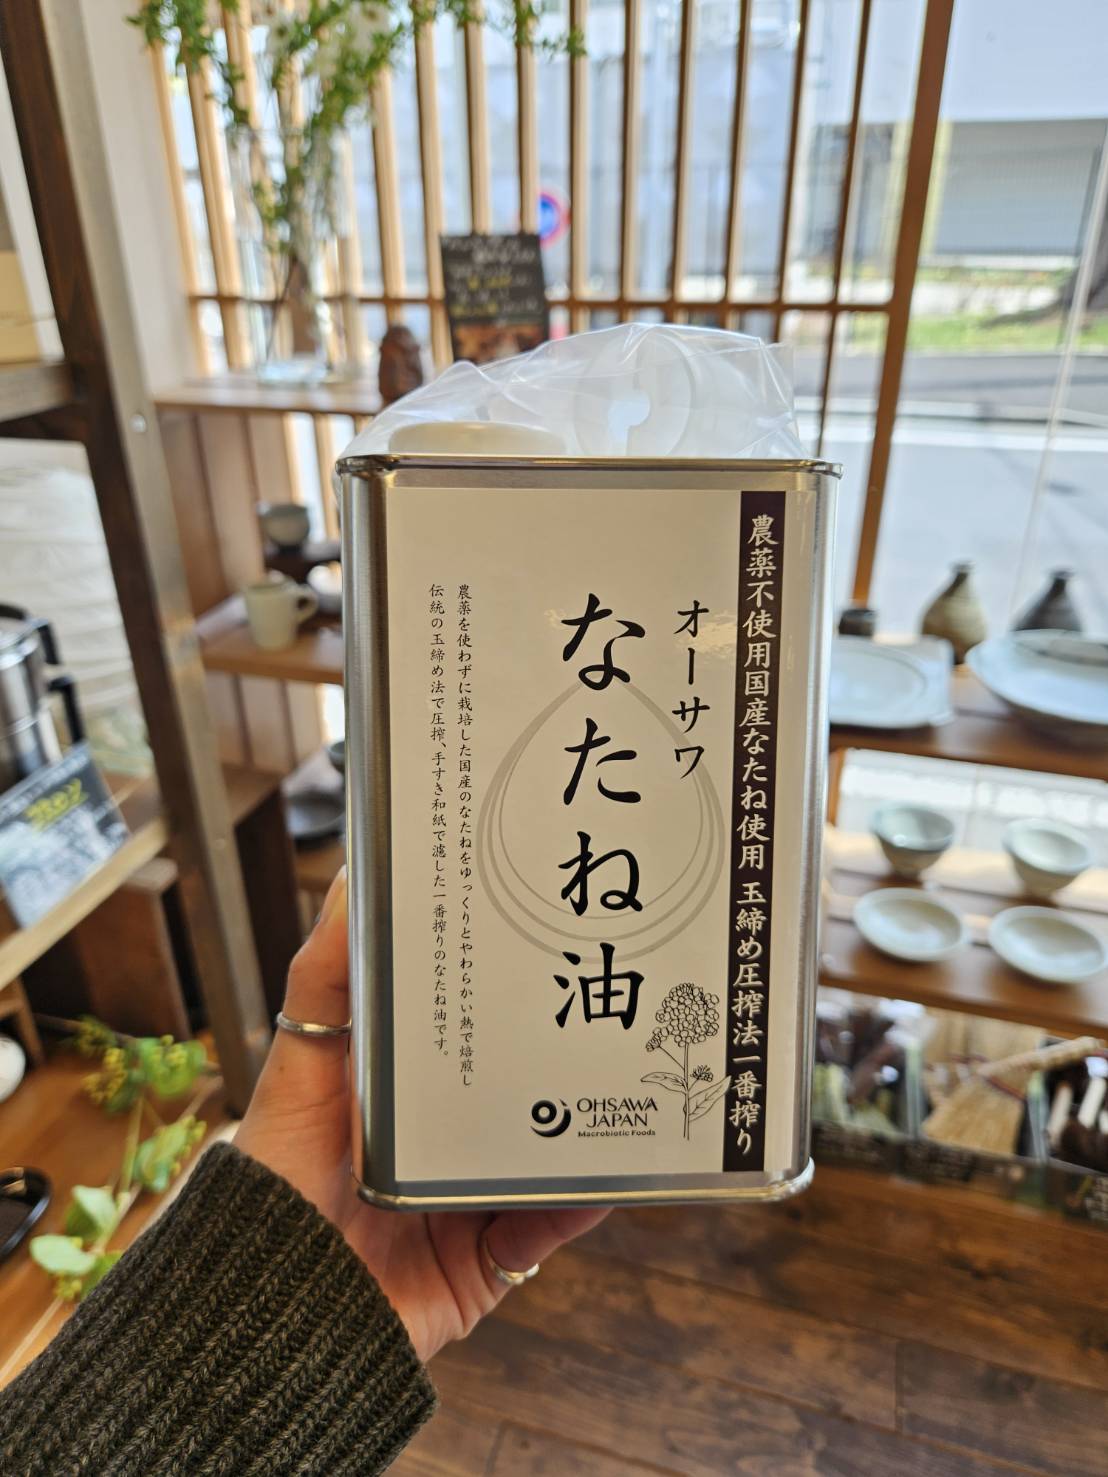 農薬不使用国産なたね使用 玉締め圧搾法一番搾り
オーサワ
なたね油
農薬を使わずに栽培した国産のなたねをゆっくりとやわらかい熱で焙煎し
伝統の玉締め法で圧搾、手すき和紙で濾した一番搾りのなたね油です。
OHSAWA
JAPAN
Macrobiotic Foods